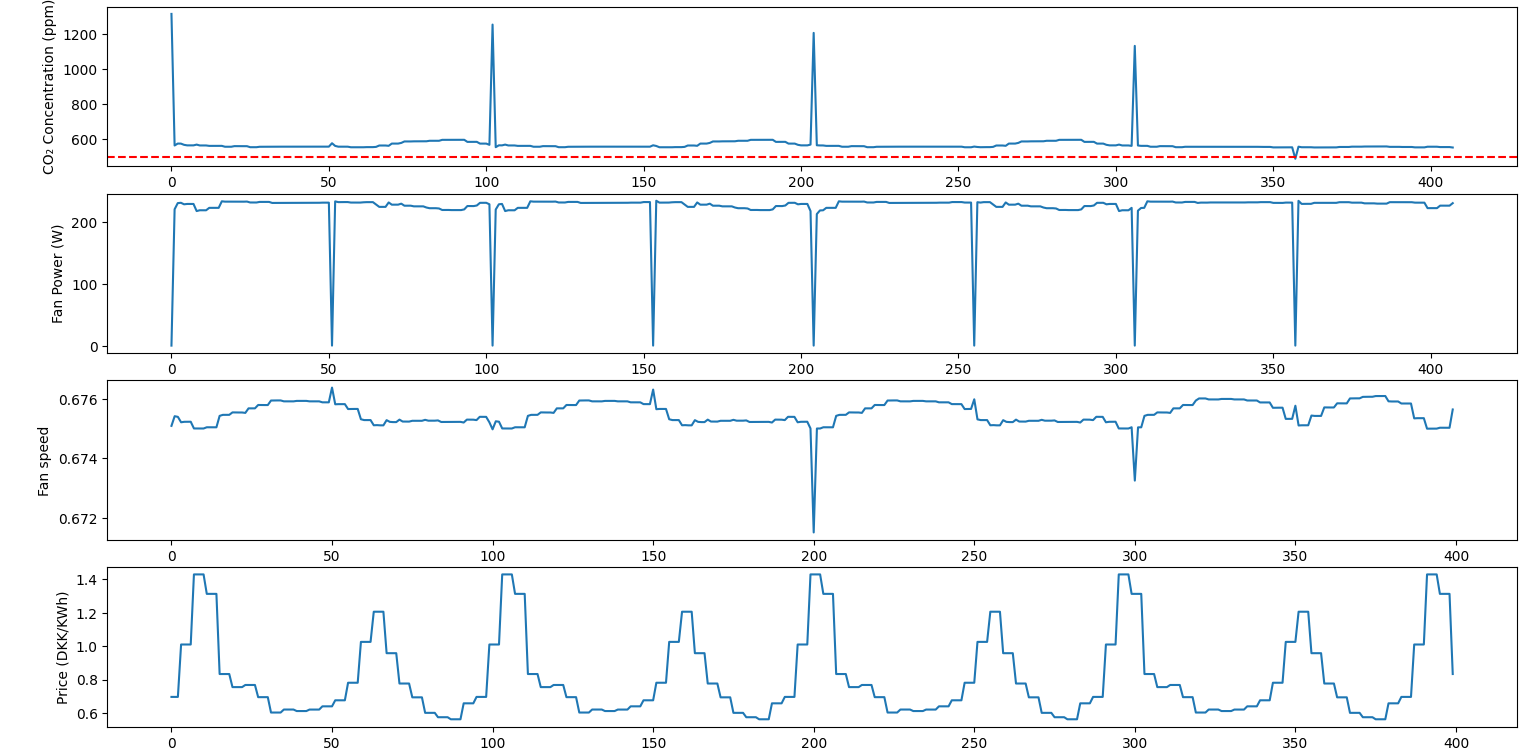 CO₂ Concentration (ppm)
1200
1000
800
600
0 50 100 150 200 250 300 350 400
Fan Power (W)
200
100
0
0 50 100 150 200 250 300 350 400
Fan speed
0.676
0.674
0.672
0 50 100 150 200 250 300 350 400
Price (DKK/KWh)
1.4
1.2
1.0
0.8
0.6
0 50 100 150 200 250 300 350 400